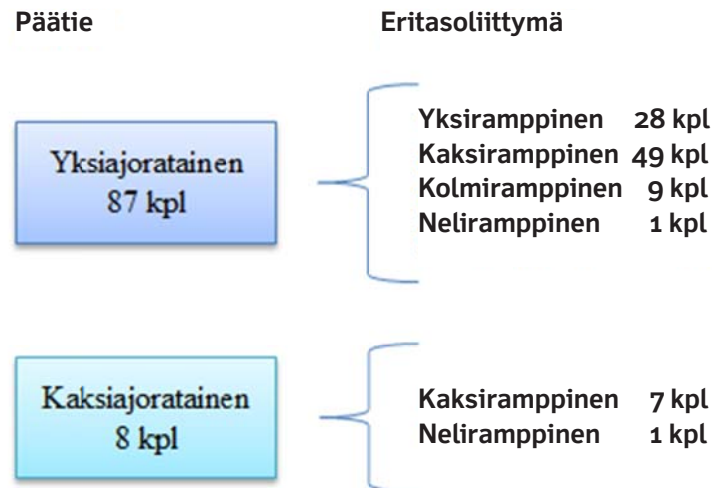 Päätie Eritasoliittymä
Yksiajoratainen
87 kpl
Yksiramppinen 28 kpl
Kaksiramppinen 49 kpl
Kolmiramppinen 9 kpl
Neliramppinen 1 kpl
Kaksiajoratainen
8 kpl
Kaksiramppinen 7 kpl
Neliramppinen 1 kpl